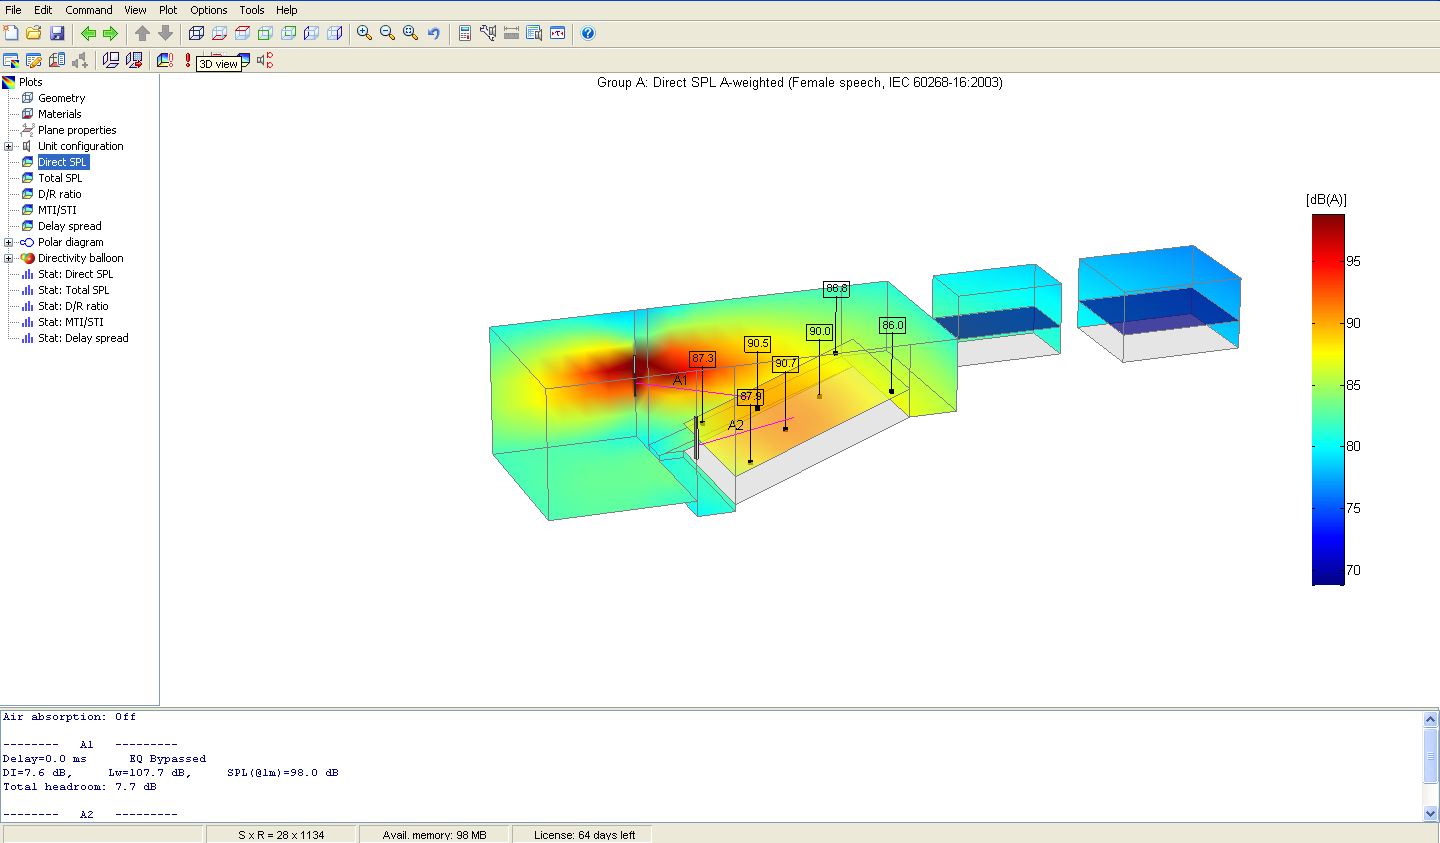 File Edit Command View Plot Options Tools Help
3D view
Plots
Geometry
Materials
Plane properties
Unit configuration
Direct SPL
Total SPL
D/R ratio
MTI/STI
Delay spread
Polar diagram
Directivity balloon
Stat: Direct SPL
Stat: Total SPL
Stat: D/R ratio
Stat: MTI/STI
Stat: Delay spread
Group A: Direct SPL A-weighted (Female speech, IEC 60268-16:2003)
[dB(A)]
95
90
85
80
75
70
86.8
86.0
90.0
90.5
90.7
87.3
A1
87.9
A2
Air absorption: Off
-------- A1 ---------
Delay=0.0 ms EQ Bypassed
DI=7.6 dB, Lw=107.7 dB, SPL(@1m)=98.0 dB
Total headroom: 7.7 dB
-------- A2 ---------
S x R = 28 x 1134 Avail. memory: 98 MB License: 64 days left